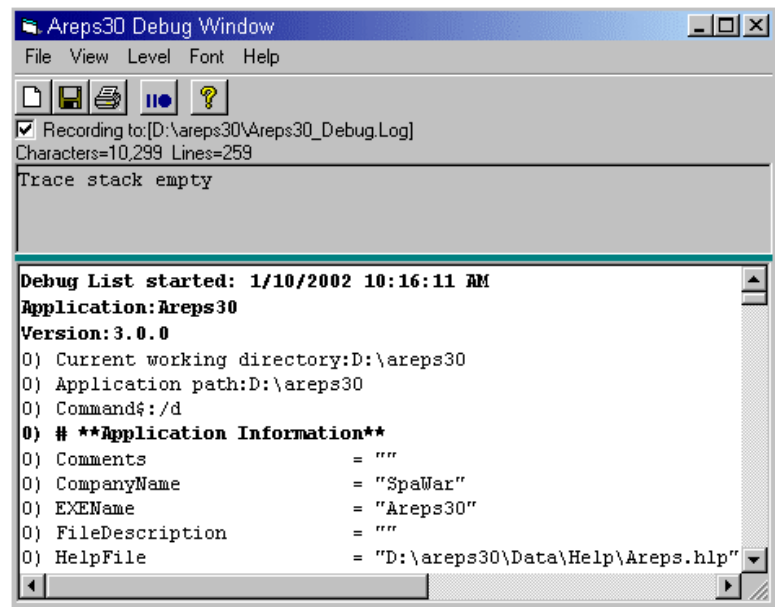 Areps30 Debug Window
File View Level Font Help
Recording to:[D:\areps30\Areps30_Debug.Log]
Characters=10,299 Lines=259
Trace stack empty
Debug List started: 1/10/2002 10:16:11 AM
Application:Areps30
Version:3.0.0
0) Current working directory:D:\areps30
0) Application path:D:\areps30
0) Command$:/d
0) # **Application Information**
0) Comments = ""
0) CompanyName = "SpaWar"
0) EXEName = "Areps30"
0) FileDescription = ""
0) HelpFile = "D:\areps30\Data\Help\Areps.hlp"